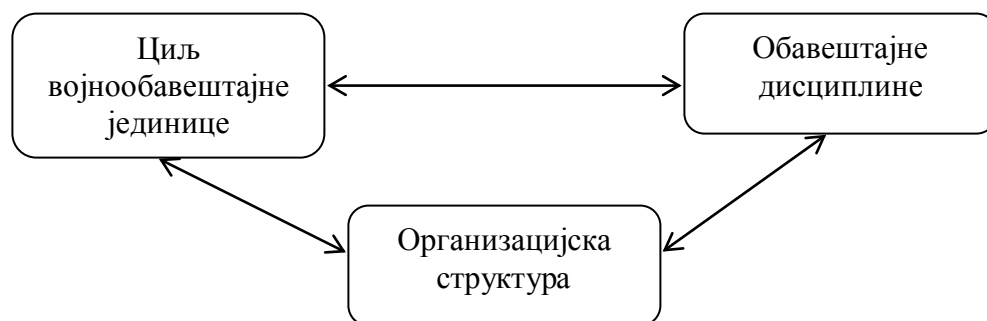 Циљ
војнообавештајне
јединице
Обавештајне
дисциплине
Организацијска
структура